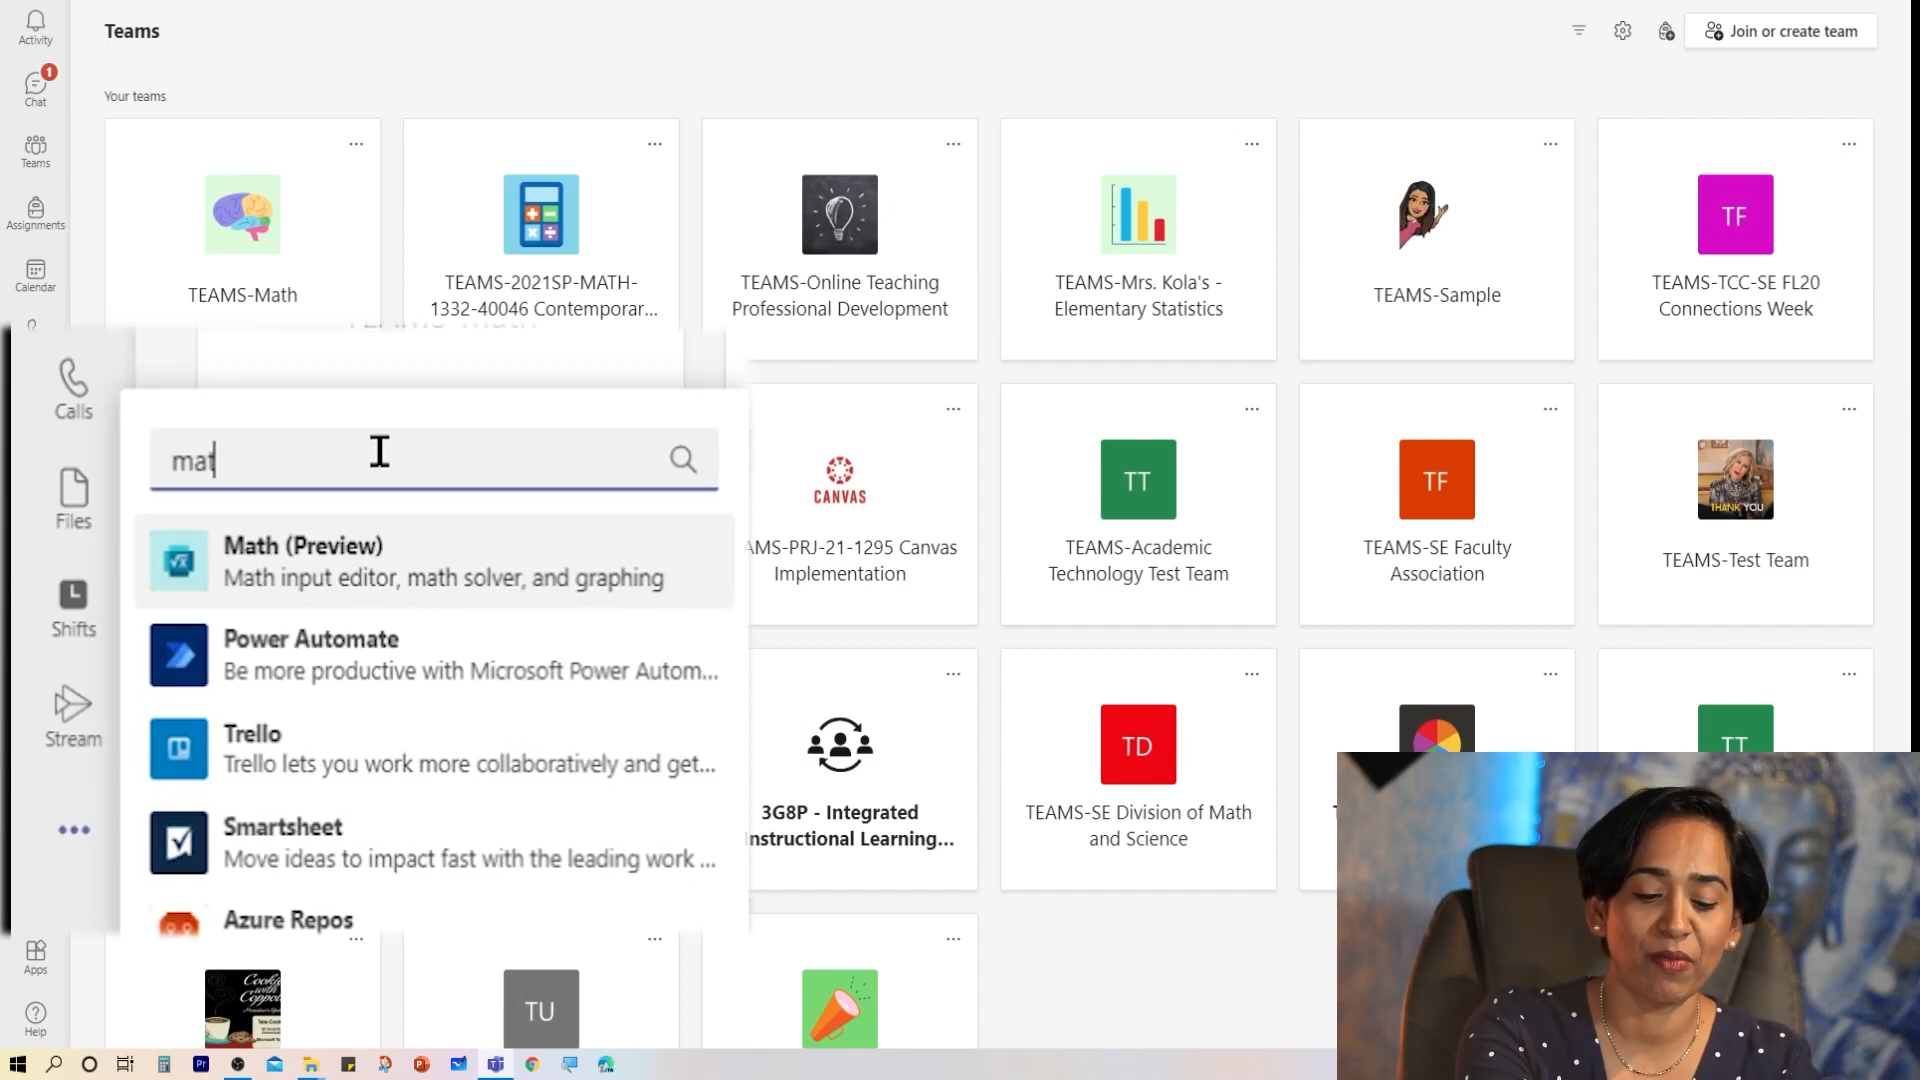 Activity
Teams
Join or create team
1
Chat
Your teams
Teams
Assignments
Calendar
TEAMS-Math
TEAMS-2021SP-MATH-
1332-40046 Contemporar...
TEAMS-Online Teaching
Professional Development
TEAMS-Mrs. Kola's -
Elementary Statistics
TEAMS-Sample
TF
TEAMS-TCC-SE FL20
Connections Week
Calls
Files
Shifts
Stream
mat
Math (Preview)
Math input editor, math solver, and graphing
Power Automate
Be more productive with Microsoft Power Autom...
Trello
Trello lets you work more collaboratively and get...
Smartsheet
Move ideas to impact fast with the leading work ...
Azure Repos
CANVAS
AMS-PRJ-21-1295 Canvas
Implementation
TT
TEAMS-Academic
Technology Test Team
TF
TEAMS-SE Faculty
Association
THANK YOU
TEAMS-Test Team
3G8P - Integrated
Instructional Learning...
TD
TEAMS-SE Division of Math
and Science
TT
Apps
Help
TU
Pr